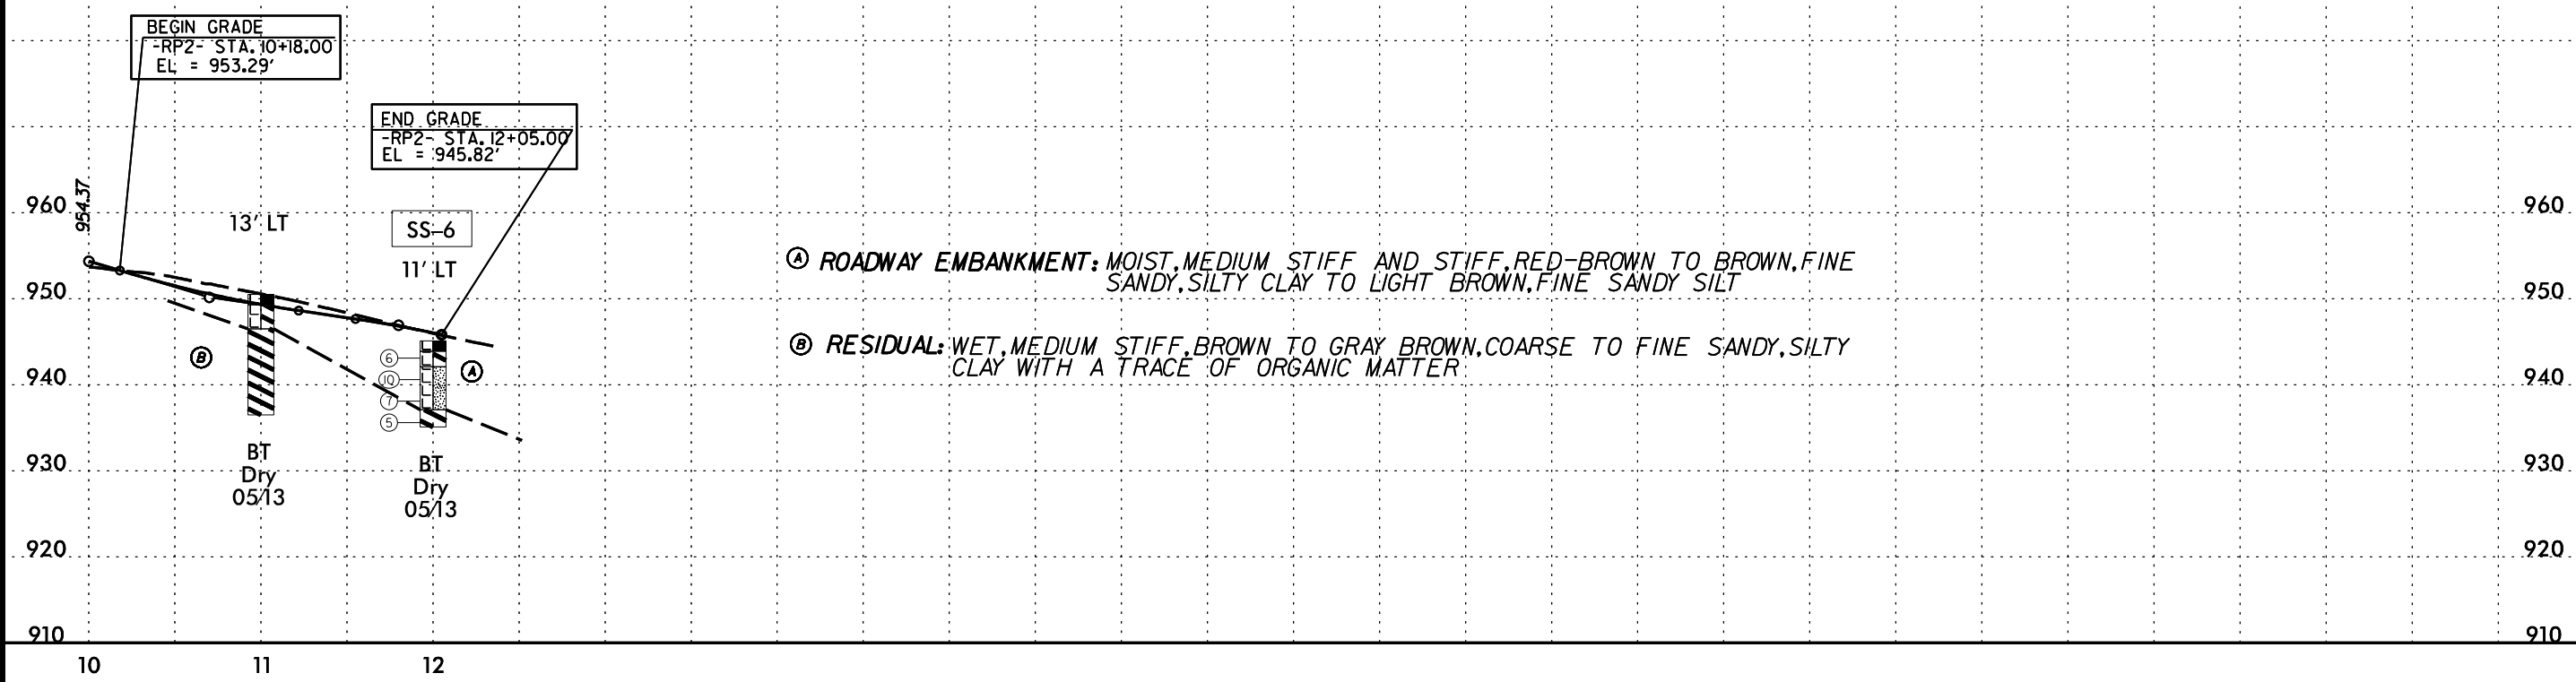 BEGIN GRADE
-RP2- STA. 10+18.00
EL = 953.29'
END GRADE
-RP2- STA. 12+05.00
EL = 945.82'
954.37
960
13' LT
SS-6
11' LT
960
Ⓐ ROADWAY EMBANKMENT: MOIST, MEDIUM STIFF AND STIFF, RED-BROWN TO BROWN, FINE
SANDY, SILTY CLAY TO LIGHT BROWN, FINE SANDY SILT
950
950
Ⓑ RESIDUAL: WET, MEDIUM STIFF, BROWN TO GRAY BROWN, COARSE TO FINE SANDY, SILTY
CLAY WITH A TRACE OF ORGANIC MATTER
Ⓑ
6
Ⓐ
940
10
940
7
5
BT
Dry
05/13
BT
Dry
05/13
930
930
920
920
910
910
10 11 12